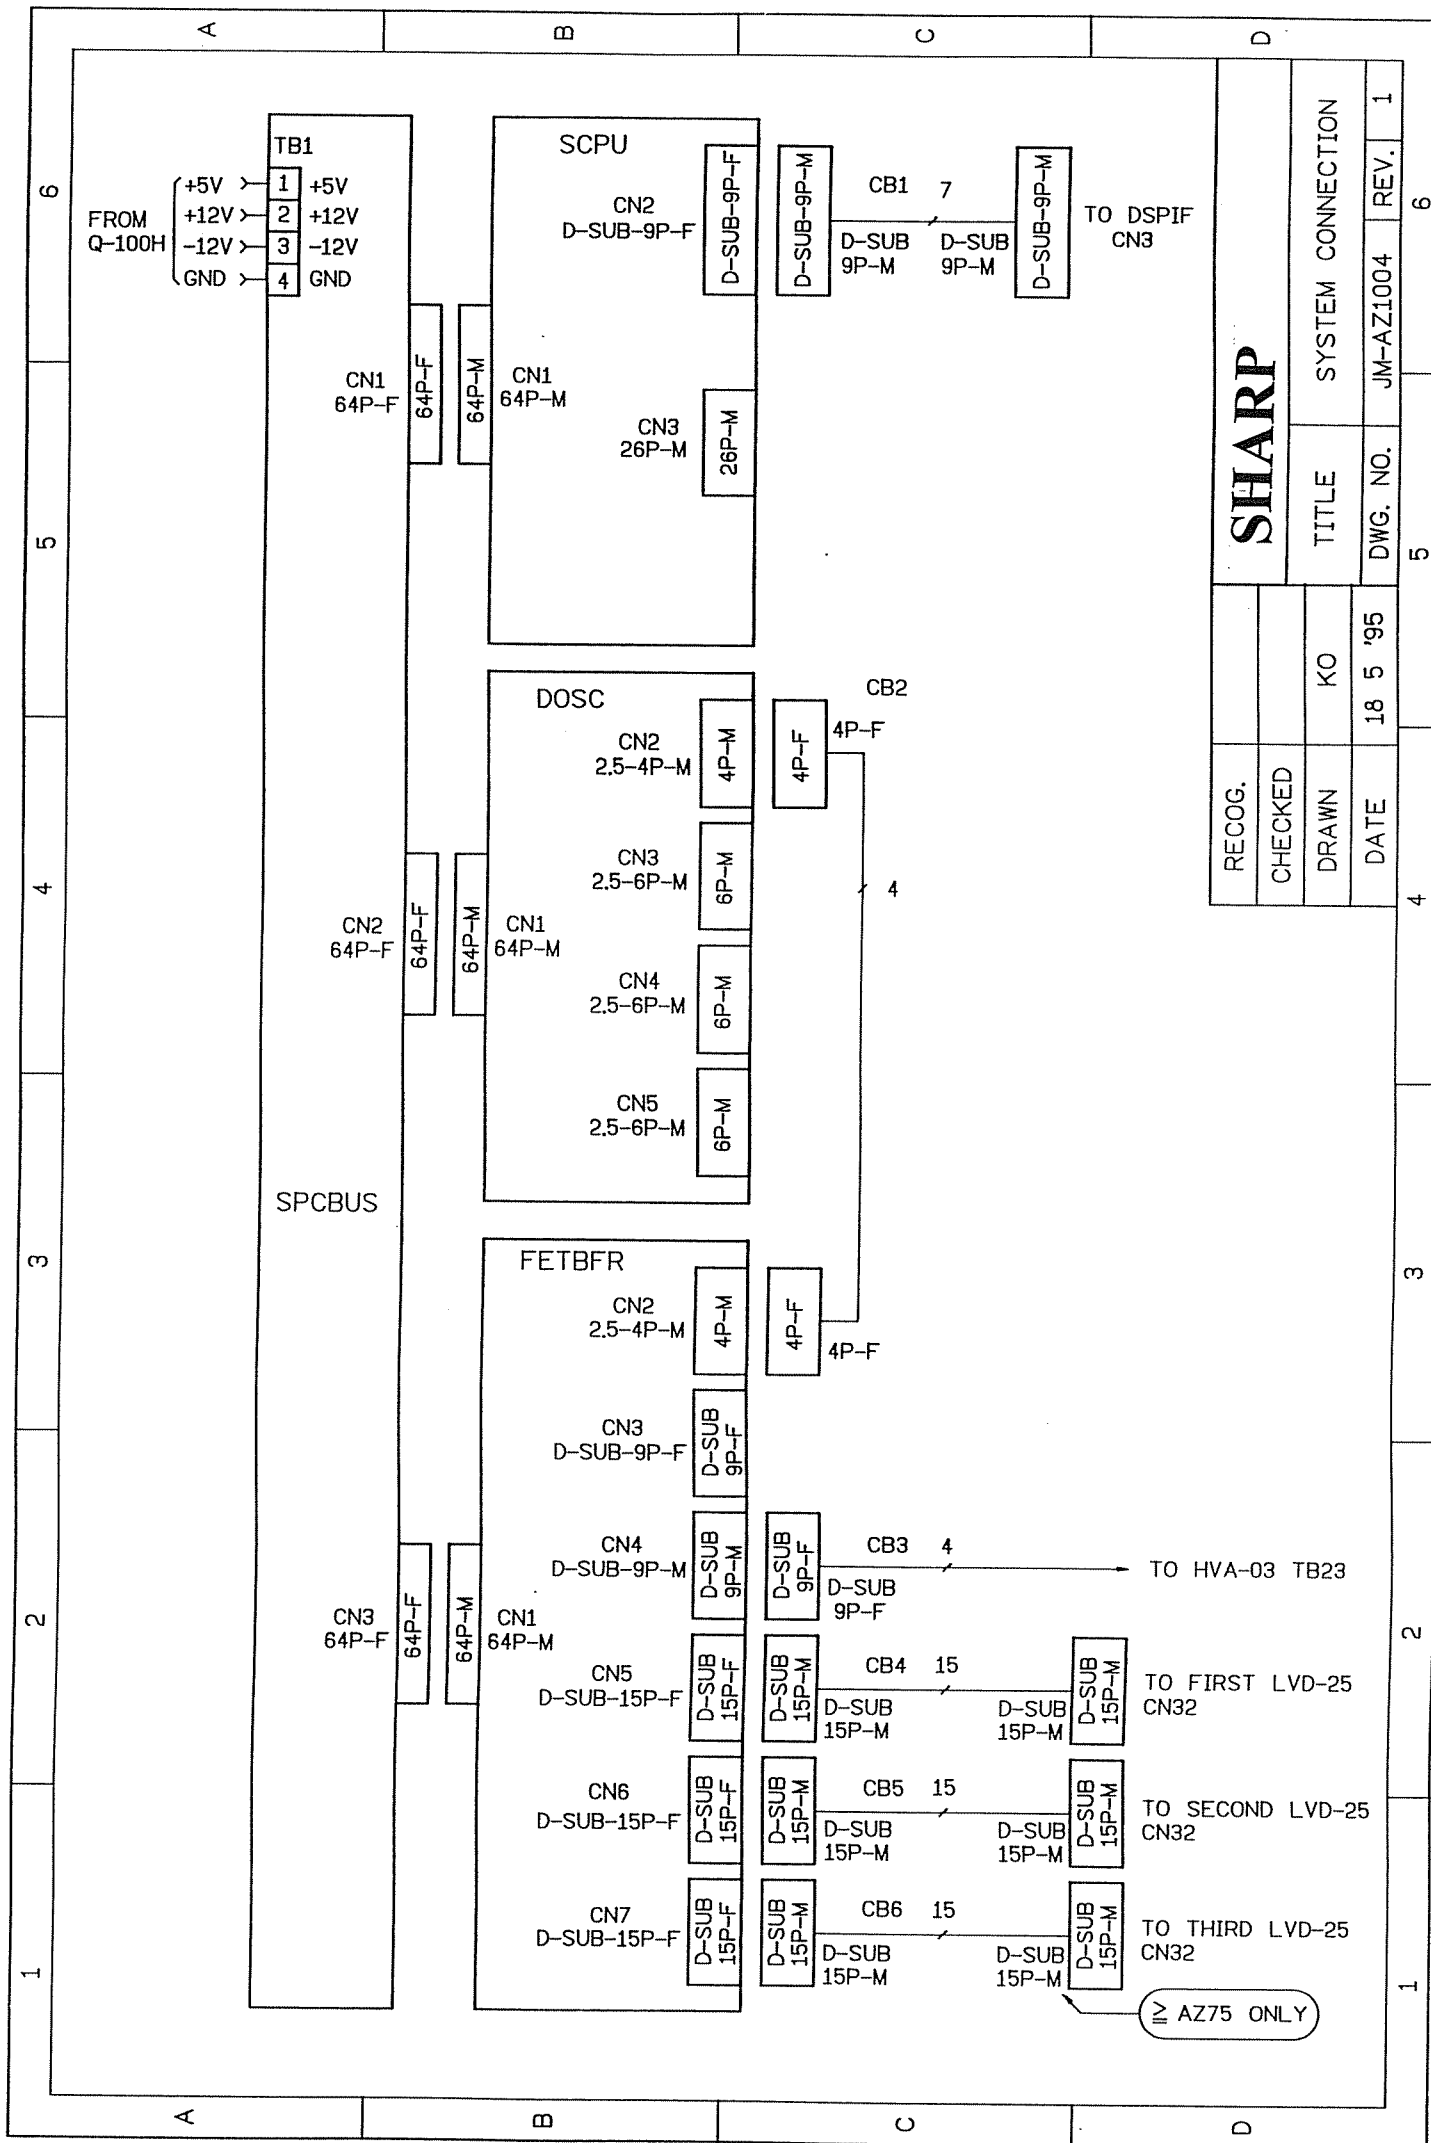 A
B
C
D
6
5
4
3
2
1
FROM
Q-100H
+5V
+12V
-12V
GND
TB1
1 +5V
2 +12V
3 -12V
4 GND
SPCBUS
CN1
64P-F
64P-F
CN2
64P-F
64P-F
CN3
64P-F
64P-F
SCPU
64P-M
CN1
64P-M
CN2
D-SUB-9P-F
D-SUB-9P-F
CN3
26P-M
26P-M
D-SUB-9P-M
CB1 7
D-SUB
9P-M
D-SUB
9P-M
D-SUB-9P-M
TO DSPIF
CN3
DOSC
64P-M
CN1
64P-M
CN2
2.5-4P-M
4P-M
CN3
2.5-6P-M
6P-M
CN4
2.5-6P-M
6P-M
CN5
2.5-6P-M
6P-M
CB2
4P-F
4P-F
4
4P-F
4P-F
FETBFR
64P-M
CN1
64P-M
CN2
2.5-4P-M
4P-M
CN3
D-SUB-9P-F
D-SUB
9P-F
CN4
D-SUB-9P-M
D-SUB
9P-M
D-SUB
9P-F
CB3 4
D-SUB
9P-F
TO HVA-03 TB23
CN5
D-SUB-15P-F
D-SUB
15P-F
D-SUB
15P-M
CB4 15
D-SUB
15P-M
D-SUB
15P-M
D-SUB
15P-M
TO FIRST LVD-25
CN32
CN6
D-SUB-15P-F
D-SUB
15P-F
D-SUB
15P-M
CB5 15
D-SUB
15P-M
D-SUB
15P-M
D-SUB
15P-M
TO SECOND LVD-25
CN32
CN7
D-SUB-15P-F
D-SUB
15P-F
D-SUB
15P-M
CB6 15
D-SUB
15P-M
D-SUB
15P-M
D-SUB
15P-M
TO THIRD LVD-25
CN32
≧ AZ75 ONLY
RECOG.
CHECKED
DRAWN KO
DATE 18 5 '95
SHARP
TITLE SYSTEM CONNECTION
DWG. NO. JM-AZ1004 REV. 1
6
5
4
3
2
1
A
B
C
D